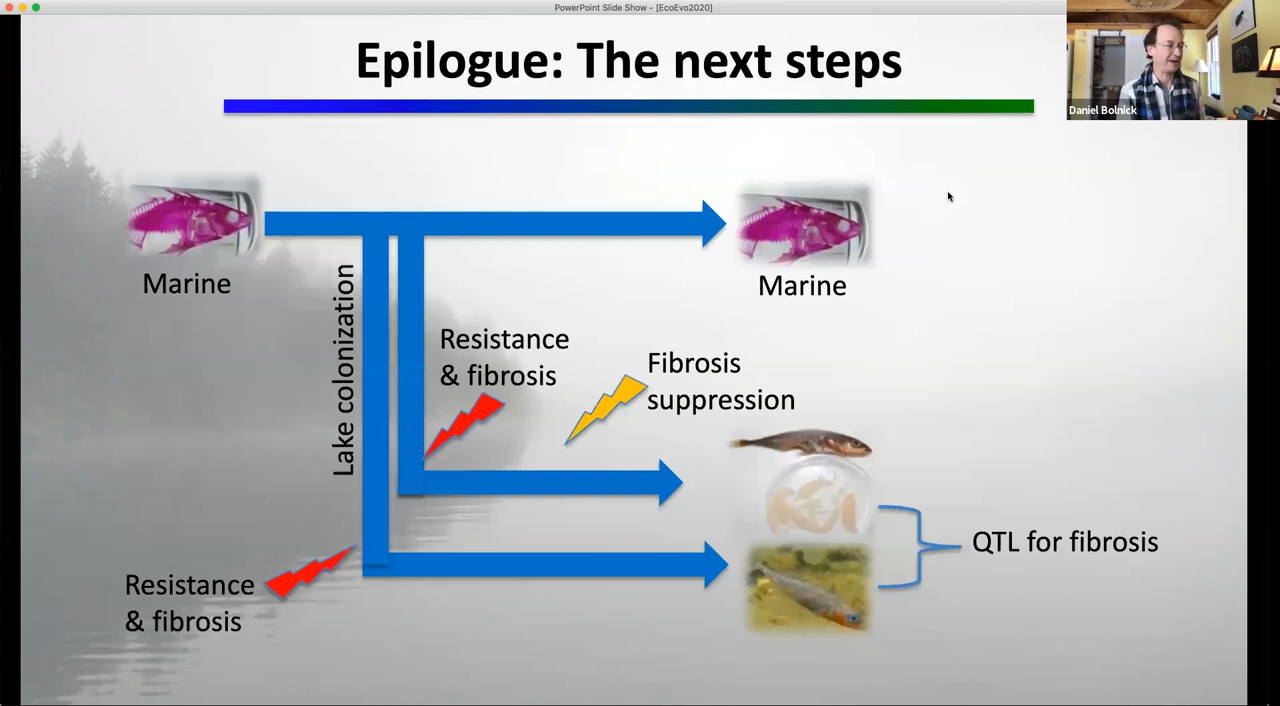 PowerPoint Slide Show - [EcoEvo2020]
Epilogue: The next steps
Daniel Bolnick
Marine
Marine
Lake colonization
Resistance
& fibrosis
Fibrosis
suppression
QTL for fibrosis
Resistance
& fibrosis